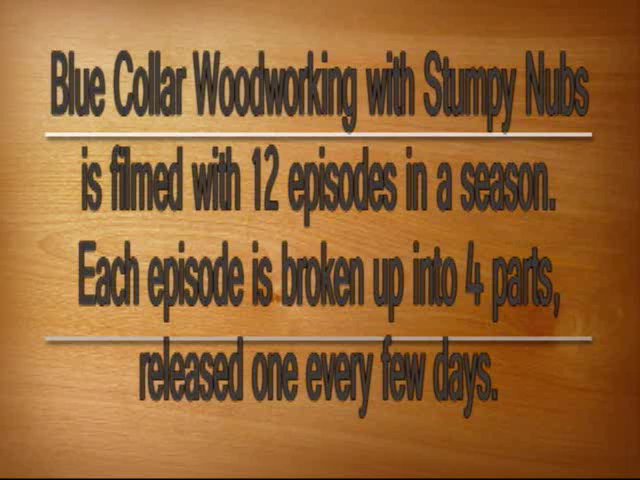 Blue Collar Woodworking with Stumpy Nubs
is filmed with 12 episodes in a season.
Each episode is broken up into 4 parts,
released one every few days.